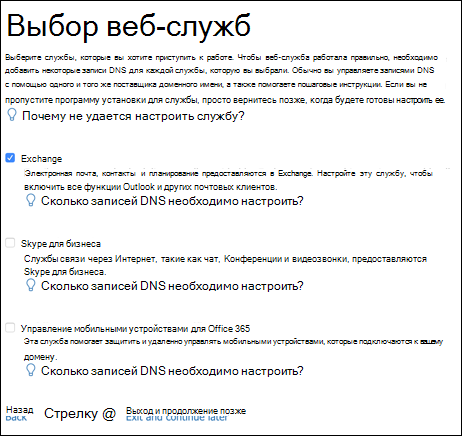 Выбор веб-служб
Выберите службы, которые вы хотите приступить к работе. Чтобы веб-служба работала правильно, необходимо
добавить некоторые записи DNS для каждой службы, которую вы выбрали. Обычно вы управляете записями DNS
с помощью одного и того же поставщика доменного имени, а также помогаете пошаговые инструкции. Если вы не
пропустите программу установки для службы, просто вернитесь позже, когда будете готовы настроить ее.
Почему не удается настроить службу?
Exchange
Электронная почта, контакты и планирование предоставляются в Exchange. Настройте эту службу, чтобы
включить все функции Outlook и других почтовых клиентов.
Сколько записей DNS необходимо настроить?
Skype для бизнеса
Службы связи через Интернет, такие как чат, Конференции и видеозвонки, предоставляются
Skype для бизнеса.
Сколько записей DNS необходимо настроить?
Управление мобильными устройствами для Office 365
Эта служба помогает защитить и удаленно управлять мобильными устройствами, которые подключаются к вашему
домену.
Сколько записей DNS необходимо настроить?
Назад Стрелку @ Выход и продолжение позже
Back Exit and continue later